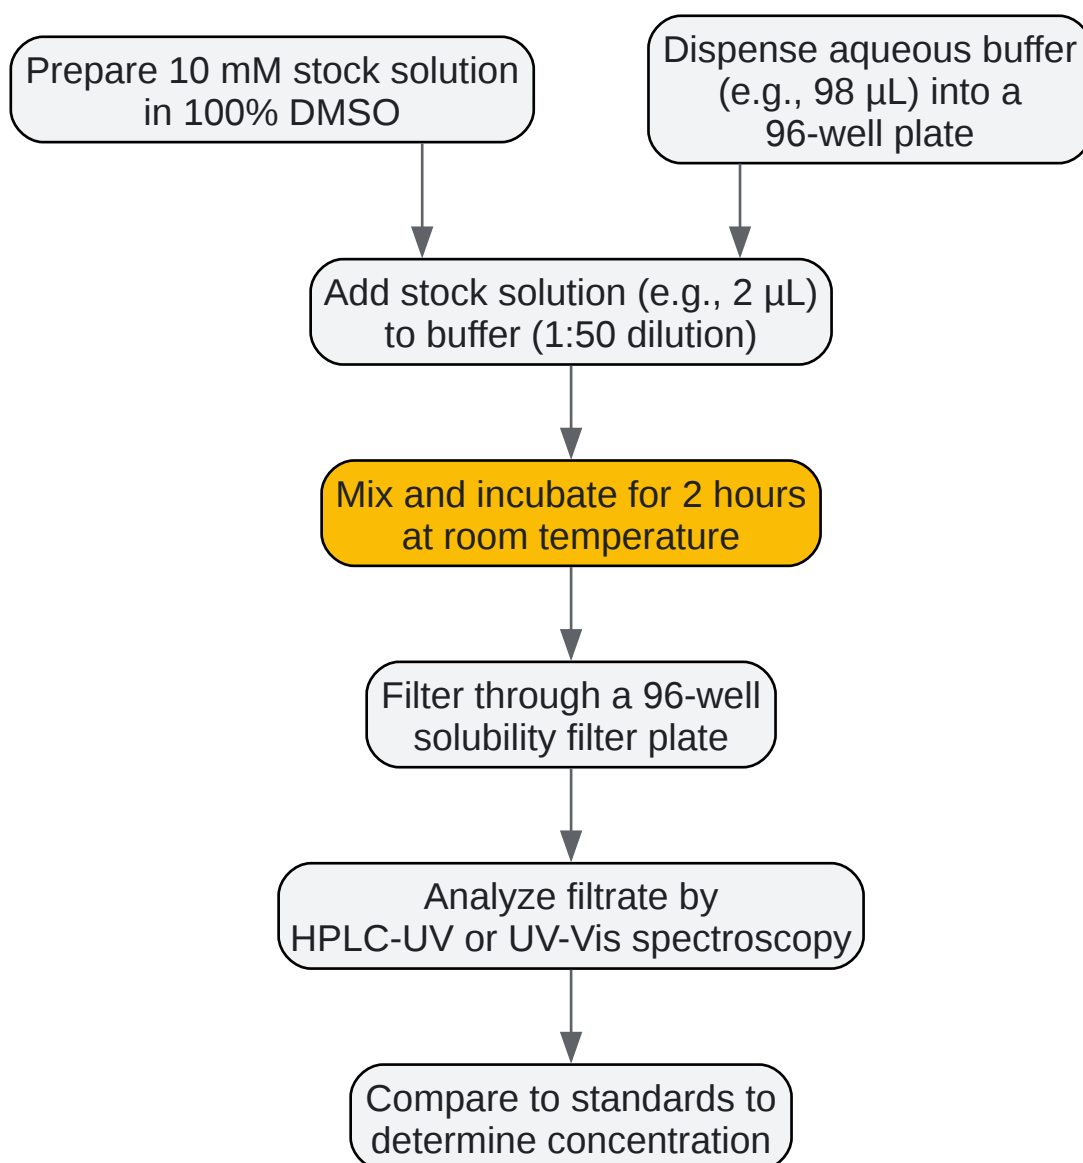 Prepare 10 mM stock solution
in 100% DMSO
Dispense aqueous buffer
(e.g., 98 µL) into a
96-well plate
Add stock solution (e.g., 2 µL)
to buffer (1:50 dilution)
Mix and incubate for 2 hours
at room temperature
Filter through a 96-well
solubility filter plate
Analyze filtrate by
HPLC-UV or UV-Vis spectroscopy
Compare to standards to
determine concentration